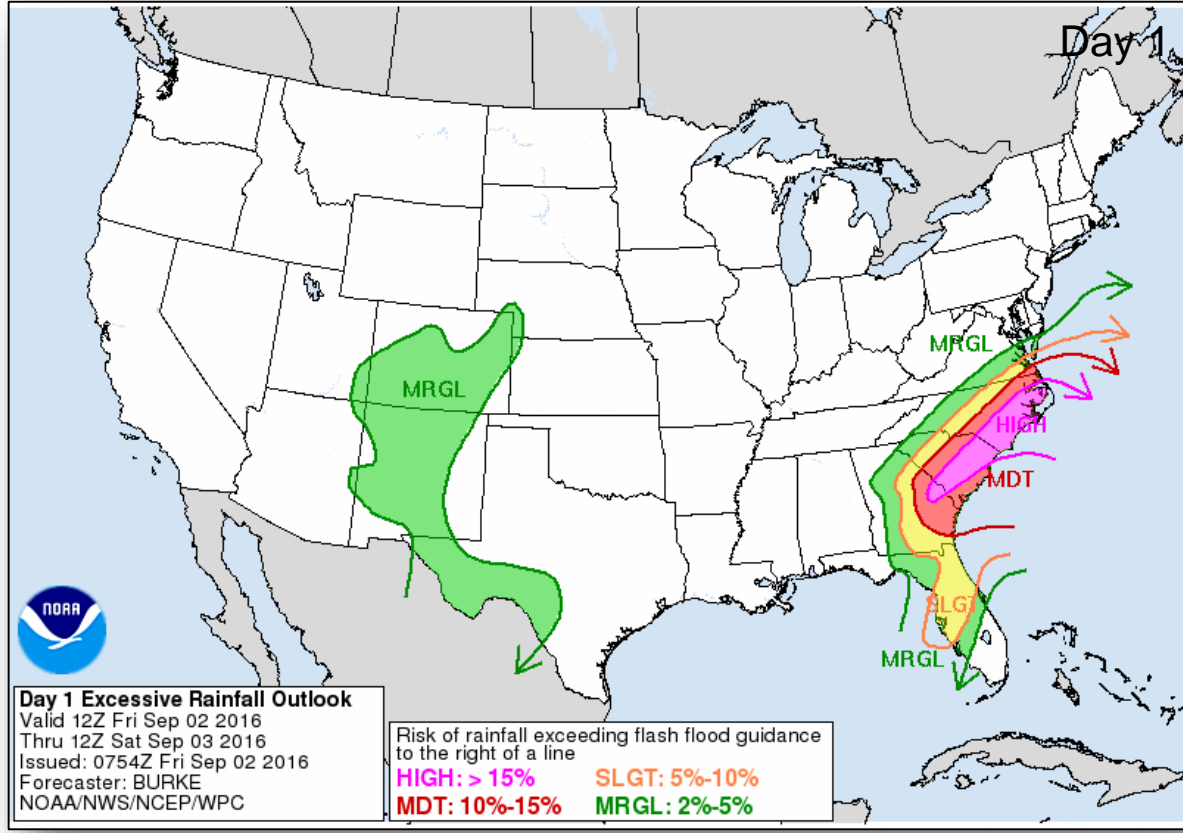 Day 1
MRGL
MRGL
HIGH
MDT
SLGT
MRGL
NOAA
Day 1 Excessive Rainfall Outlook
Valid 12Z Fri Sep 02 2016
Thru 12Z Sat Sep 03 2016
Issued: 0754Z Fri Sep 02 2016
Forecaster: BURKE
NOAA/NWS/NCEP/WPC
Risk of rainfall exceeding flash flood guidance
to the right of a line
HIGH: > 15% SLGT: 5%-10%
MDT: 10%-15% MRGL: 2%-5%